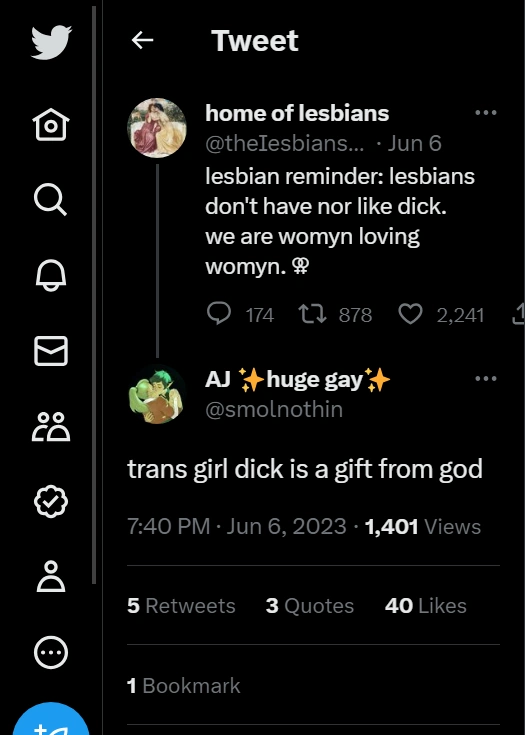 Tweet
home of lesbians
@theIesbians... · Jun 6
lesbian reminder: lesbians
don't have nor like dick.
we are womyn loving
womyn. ⚢
174 878 2,241
AJ ✨huge gay✨
@smolnothin
trans girl dick is a gift from god
7:40 PM · Jun 6, 2023 · 1,401 Views
5 Retweets 3 Quotes 40 Likes
1 Bookmark